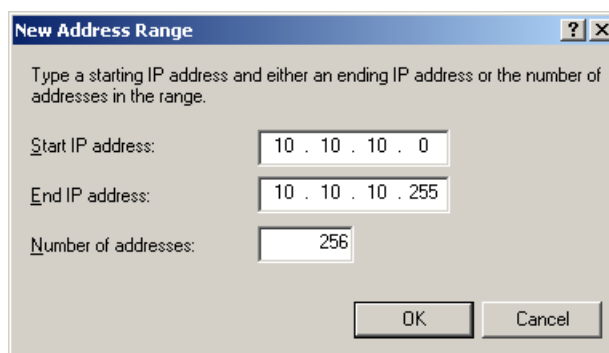 New Address Range
Type a starting IP address and either an ending IP address or the number of
addresses in the range.
Start IP address: 10 . 10 . 10 . 0
End IP address: 10 . 10 . 10 . 255
Number of addresses: 256
OK Cancel